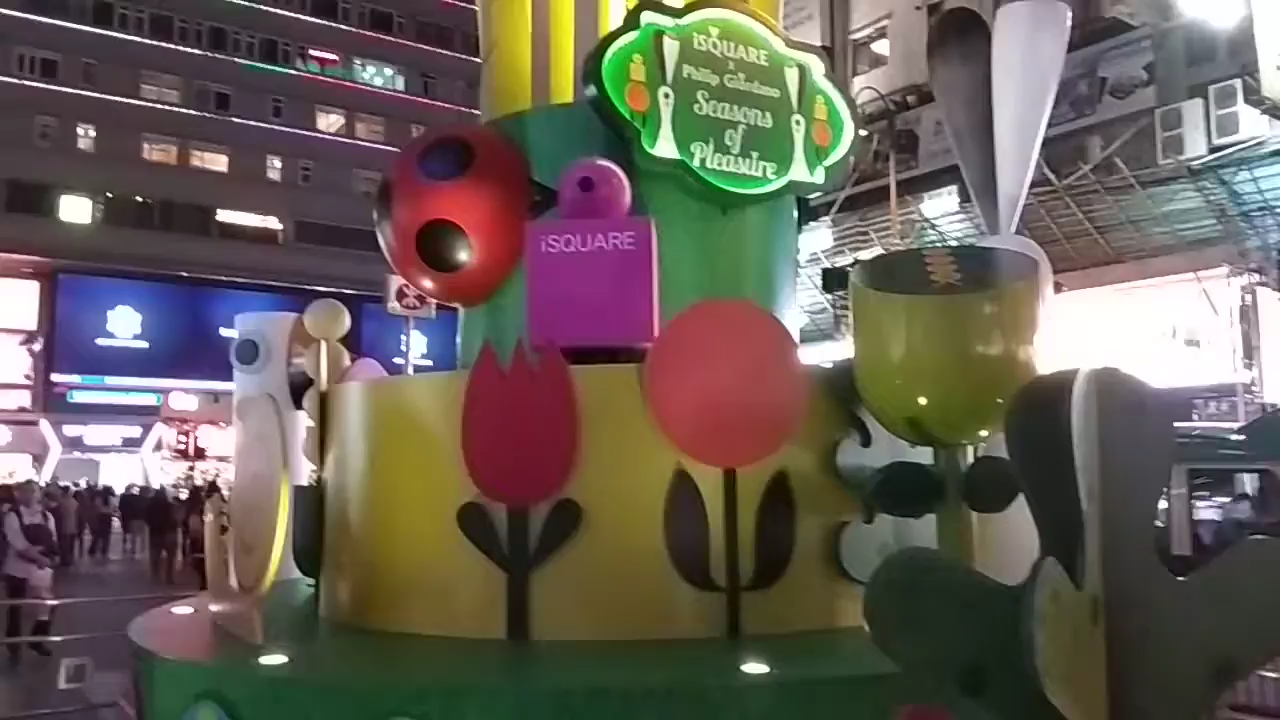 iSQUARE
x
Philip Giordano
Seasons
of
Pleasure
iSQUARE